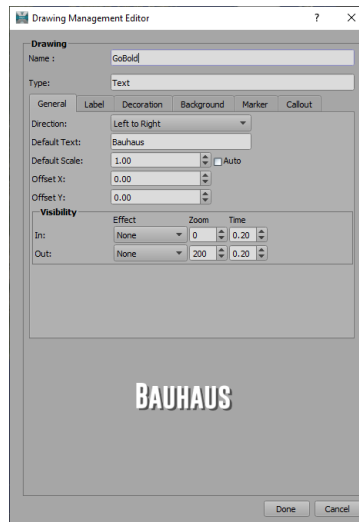 Drawing Management Editor ? ×
Drawing
Name : GoBold
Type: Text
General Label Decoration Background Marker Callout
Direction: Left to Right
Default Text: Bauhaus
Default Scale: 1.00 Auto
Offset X: 0.00
Offset Y: 0.00
Visibility
Effect Zoom Time
In: None 0 0.20
Out: None 200 0.20
BAUHAUS
Done Cancel